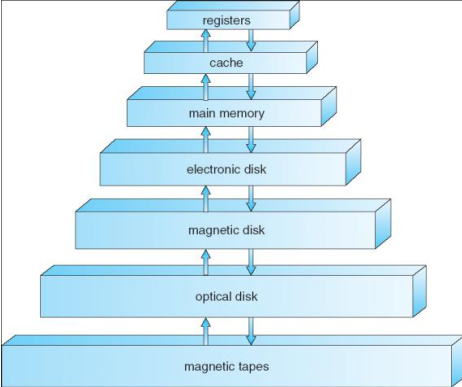 registers
cache
main memory
electronic disk
magnetic disk
optical disk
magnetic tapes